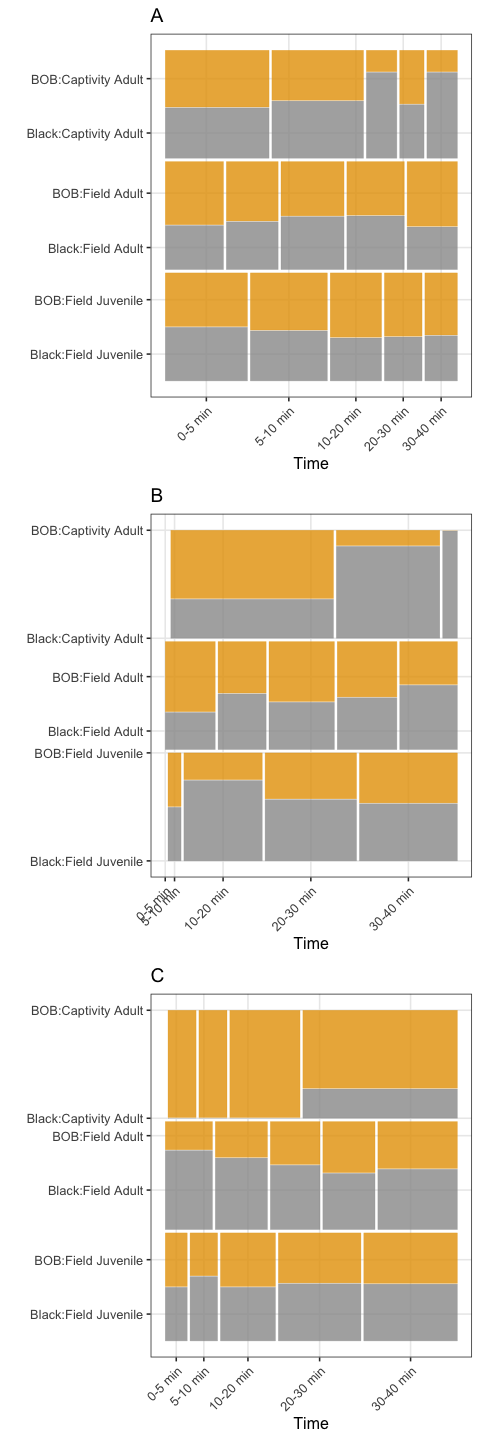 A
BOB:Captivity Adult
Black:Captivity Adult
BOB:Field Adult
Black:Field Adult
BOB:Field Juvenile
Black:Field Juvenile
0-5 min
5-10 min
10-20 min
20-30 min
30-40 min
Time
B
BOB:Captivity Adult
Black:Captivity Adult
BOB:Field Adult
Black:Field Adult
BOB:Field Juvenile
Black:Field Juvenile
0-5 min
5-10 min
10-20 min
20-30 min
30-40 min
Time
C
BOB:Captivity Adult
Black:Captivity Adult
BOB:Field Adult
Black:Field Adult
BOB:Field Juvenile
Black:Field Juvenile
0-5 min
5-10 min
10-20 min
20-30 min
30-40 min
Time